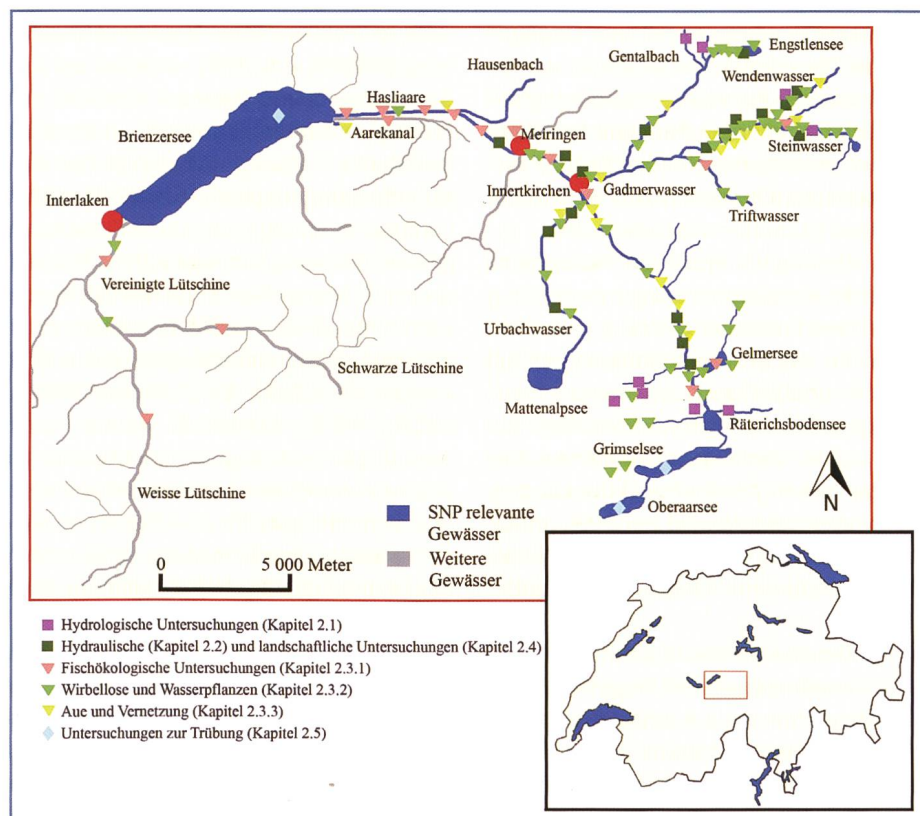 Engstlensee
Gentalbach
Wendenwasser
Hausenbach
Hasliaare
Meiringen
Aarekanal
Brienzersee
Steinwasser
Innertkirchen
Gadmerwasser
Interlaken
Triftwasser
Vereinigte Lütschine
Urbachwasser
Gelmersee
Schwarze Lütschine
Mattenalpsee
Räterichsbodensee
Grimselsee
Weisse Lütschine
Oberaarsee
N
SNP relevante
Gewässer
Weitere
Gewässer
0 5 000 Meter
Hydrologische Untersuchungen (Kapitel 2.1)
Hydraulische (Kapitel 2.2) und landschaftliche Untersuchungen (Kapitel 2.4)
Fischökologische Untersuchungen (Kapitel 2.3.1)
Wirbellose und Wasserpflanzen (Kapitel 2.3.2)
Aue und Vernetzung (Kapitel 2.3.3)
Untersuchungen zur Trübung (Kapitel 2.5)